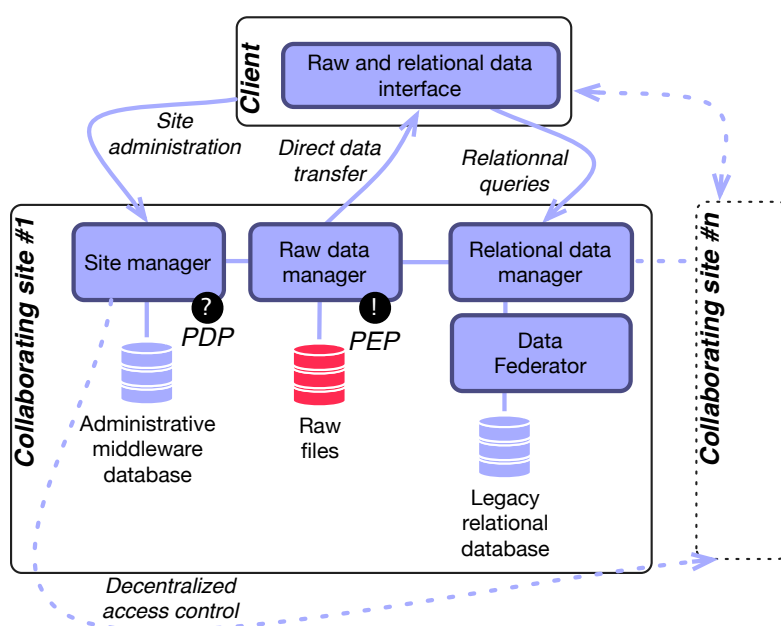 Client
Raw and relational data
interface
Site
administration
Direct data
transfer
Relationnal
queries
Collaborating site #1
Site manager
?
PDP
Raw data
manager
!
PEP
Relational data
manager
Data
Federator
Administrative
middleware
database
Raw
files
Legacy
relational
database
Collaborating site #n
Decentralized
access control